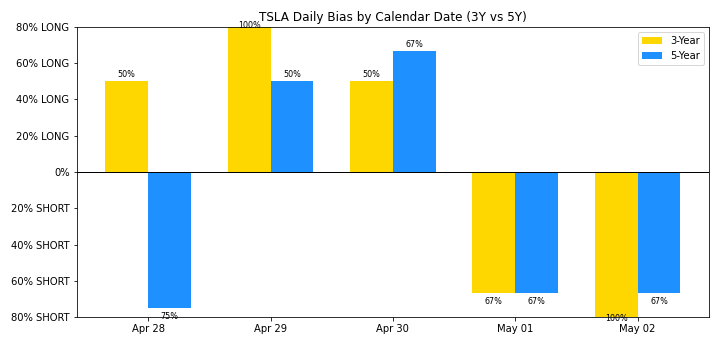 TSLA Daily Bias by Calendar Date (3Y vs 5Y)
80% LONG
60% LONG
40% LONG
20% LONG
0%
20% SHORT
40% SHORT
60% SHORT
80% SHORT
3-Year
5-Year
50%
100%
50%
67%
100%
75%
50%
67%
67%
67%
Apr 28
Apr 29
Apr 30
May 01
May 02